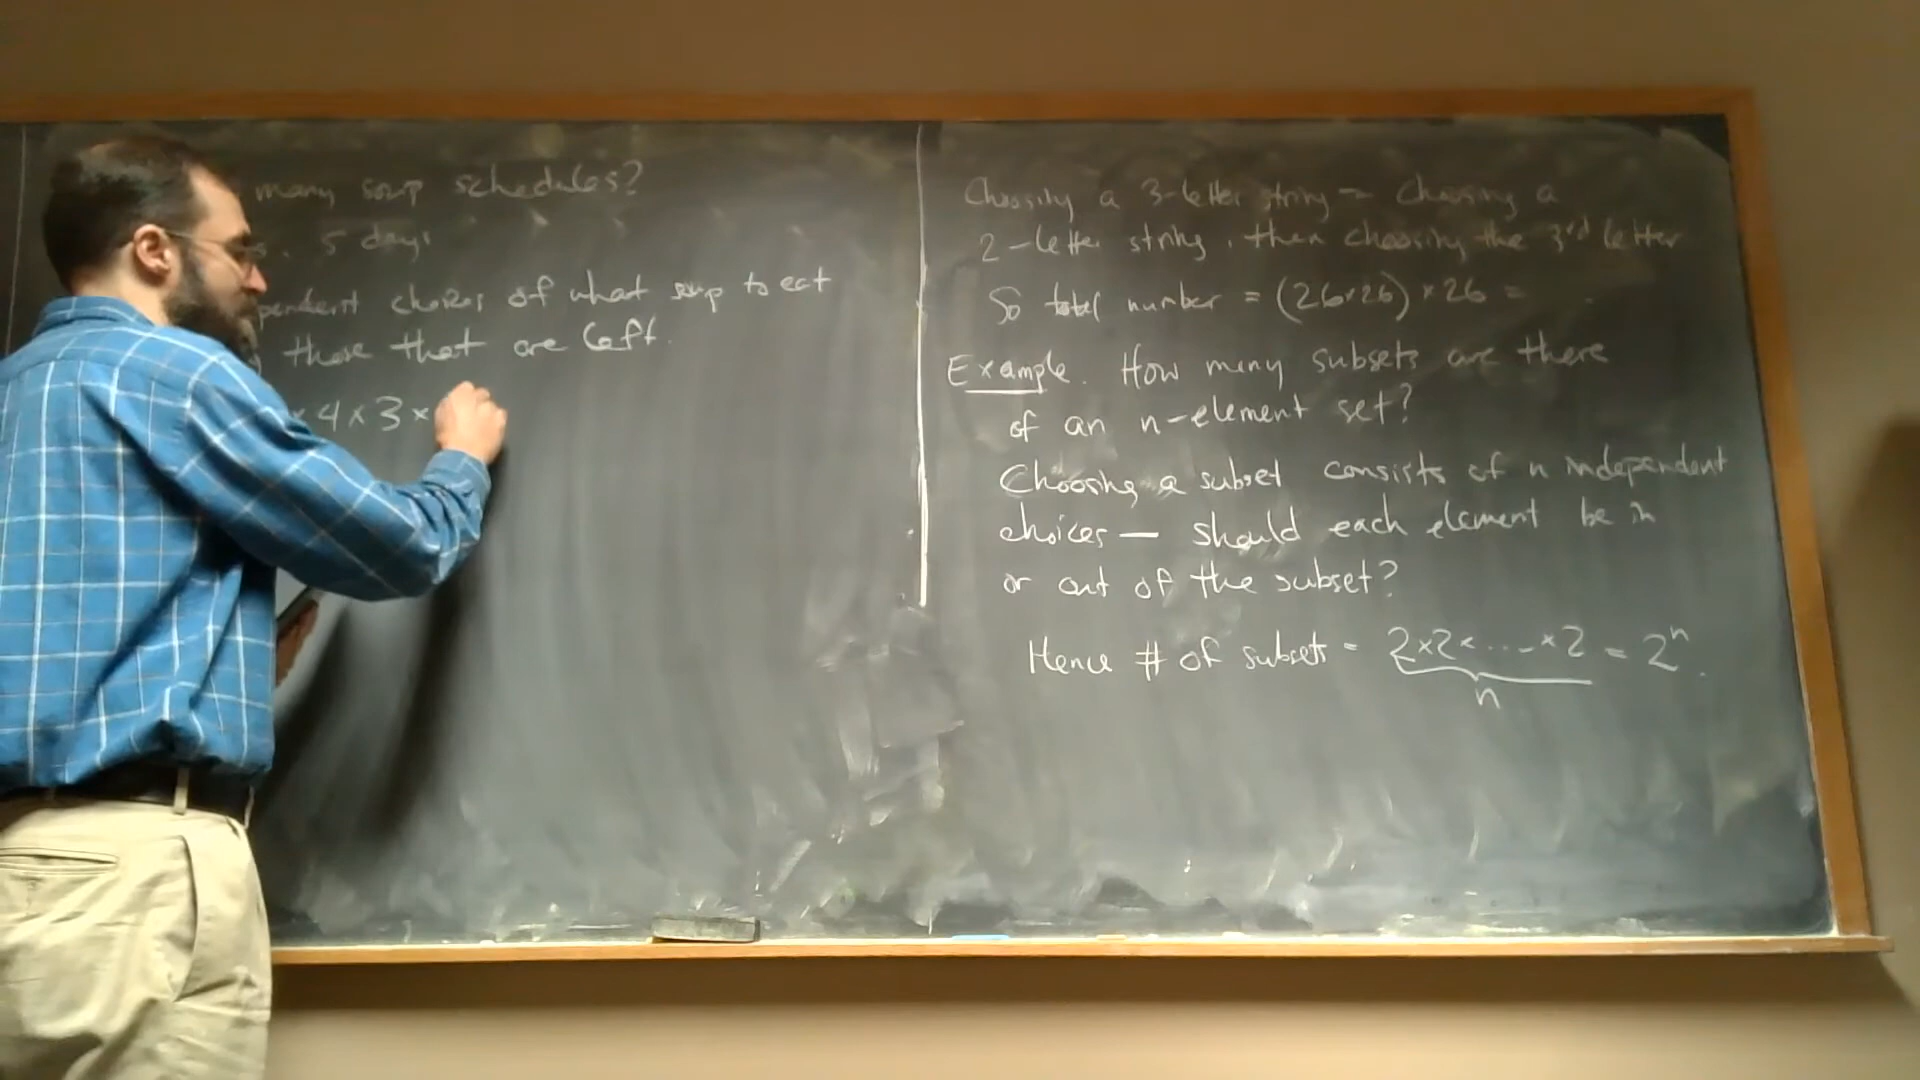 many soup schedules?
5 days
pendent choices of what soup to eat
those that are left.
× 4 × 3 ×
Choosing a 3-letter string = Choosing a
2-letter string, then choosing the 3rd letter
So total number = (26×26) × 26 =
Example. How many subsets are there
of an n-element set?
Choosing a subset consists of n independent
choices — should each element be in
or out of the subset?
Hence # of subsets = 2×2×...×2 = 2ⁿ.
n